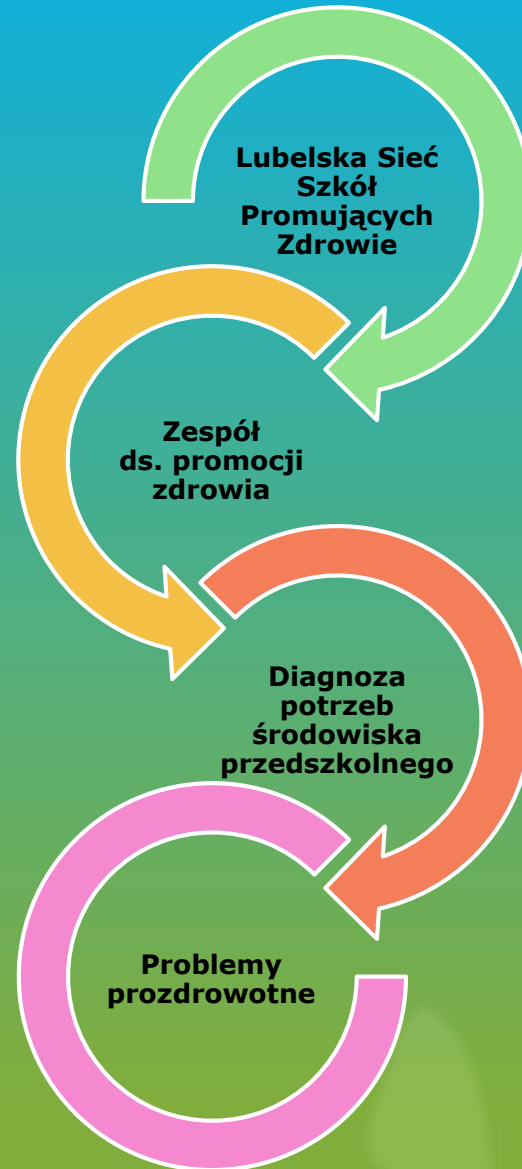 Lubelska Sieć
Szkół
Promujących
Zdrowie
Zespół
ds. promocji
zdrowia
Diagnoza
potrzeb
środowiska
przedszkolnego
Problemy
prozdrowotne